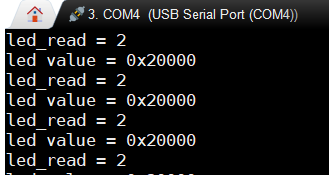 3. COM4 (USB Serial Port (COM4))
led_read = 2
led value = 0x20000
led_read = 2
led value = 0x20000
led_read = 2
led value = 0x20000
led_read = 2